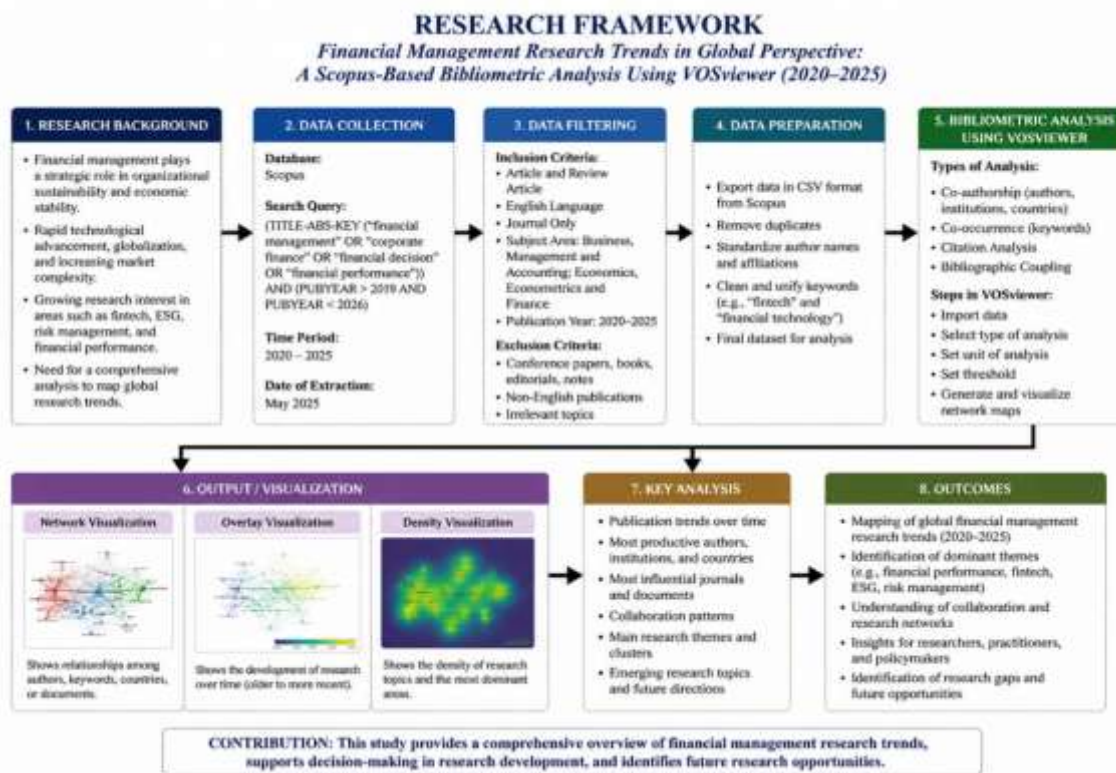 RESEARCH FRAMEWORK
Financial Management Research Trends in Global Perspective:
A Scopus-Based Bibliometric Analysis Using VOSviewer (2020–2025)
1. RESEARCH BACKGROUND
• Financial management plays
a strategic role in organizational
sustainability and economic
stability.
• Rapid technological
advancement, globalization,
and increasing market
complexity.
• Growing research interest in
areas such as fintech, ESG,
risk management, and
financial performance.
• Need for a comprehensive
analysis to map global
research trends.
2. DATA COLLECTION
Database:
Scopus
Search Query:
(TITLE-ABS-KEY ("financial
management" OR "corporate
finance" OR "financial decision"
OR "financial performance"))
AND (PUBYEAR > 2019 AND
PUBYEAR < 2026)
Time Period:
2020 – 2025
Date of Extraction:
May 2025
3. DATA FILTERING
Inclusion Criteria:
• Article and Review
Article
• English Language
• Journal Only
• Subject Area: Business,
Management and
Accounting; Economics,
Econometrics and
Finance
• Publication Year: 2020–2025
Exclusion Criteria:
• Conference papers, books,
editorials, notes
• Non-English publications
• Irrelevant topics
4. DATA PREPARATION
• Export data in CSV format
from Scopus
• Remove duplicates
• Standardize author names
and affiliations
• Clean and unify keywords
(e.g., "fintech" and
"financial technology")
• Final dataset for analysis
5. BIBLIOMETRIC ANALYSIS
USING VOSVIEWER
Types of Analysis:
• Co-authorship (authors,
institutions, countries)
• Co-occurrence (keywords)
• Citation Analysis
• Bibliographic Coupling
Steps in VOSviewer:
• Import data
• Select type of analysis
• Set unit of analysis
• Set threshold
• Generate and visualize
network maps
6. OUTPUT / VISUALIZATION
Network Visualization
Shows relationships among
authors, keywords, countries,
or documents.
Overlay Visualization
Shows the development of research
over time (older to more recent).
Density Visualization
Shows the density of research
topics and the most dominant
areas.
7. KEY ANALYSIS
• Publication trends over time
• Most productive authors,
institutions, and countries
• Most influential journals
and documents
• Collaboration patterns
• Main research themes and
clusters
• Emerging research topics
and future directions
8. OUTCOMES
• Mapping of global financial management
research trends (2020–2025)
• Identification of dominant themes
(e.g., financial performance, fintech,
ESG, risk management)
• Understanding of collaboration and
research networks
• Insights for researchers, practitioners,
and policymakers
• Identification of research gaps and
future opportunities
CONTRIBUTION: This study provides a comprehensive overview of financial management research trends,
supports decision-making in research development, and identifies future research opportunities.